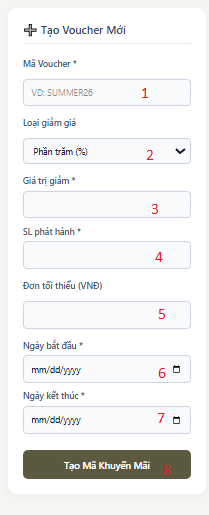 ➕ Tạo Voucher Mới
Mã Voucher *
VD: SUMMER26 1
Loại giảm giá
Phần trăm (%) 2
Giá trị giảm *
3
SL phát hành *
4
Đơn tối thiểu (VNĐ)
5
Ngày bắt đầu *
mm/dd/yyyy 6
Ngày kết thúc *
mm/dd/yyyy 7
Tạo Mã Khuyến Mãi 8